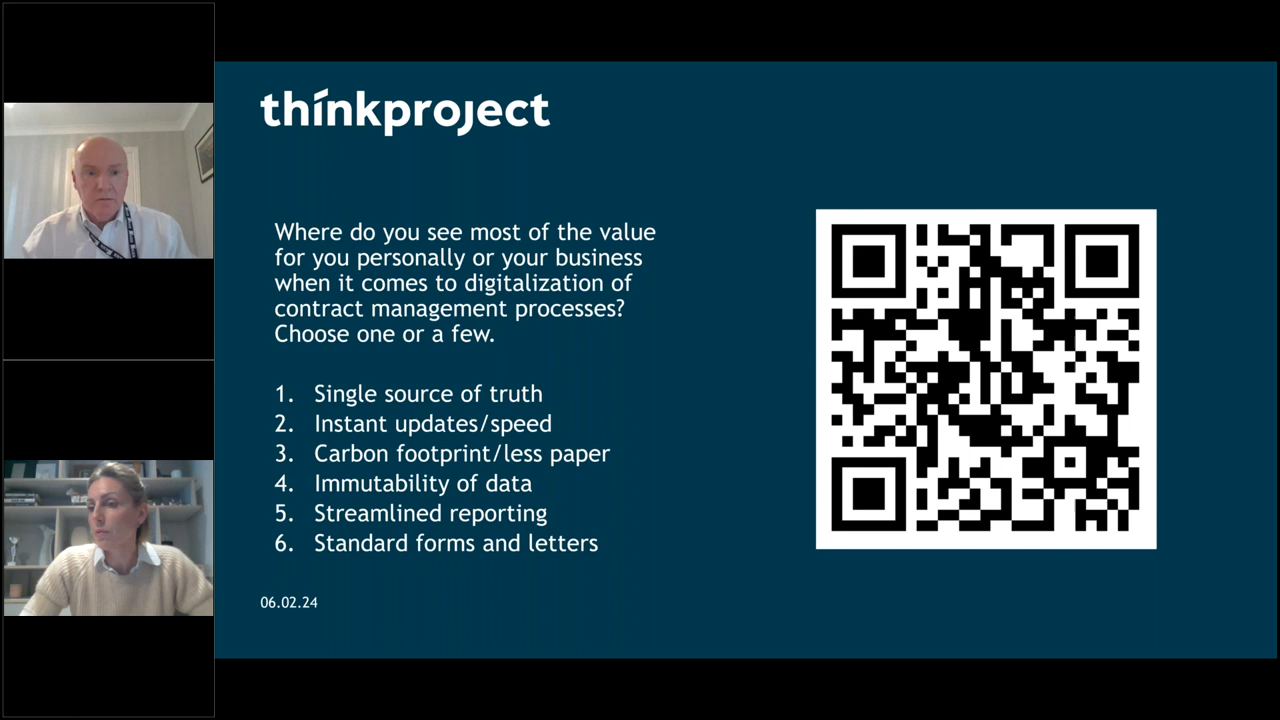 thinkproject
Where do you see most of the value
for you personally or your business
when it comes to digitalization of
contract management processes?
Choose one or a few.
1. Single source of truth
2. Instant updates/speed
3. Carbon footprint/less paper
4. Immutability of data
5. Streamlined reporting
6. Standard forms and letters
06.02.24